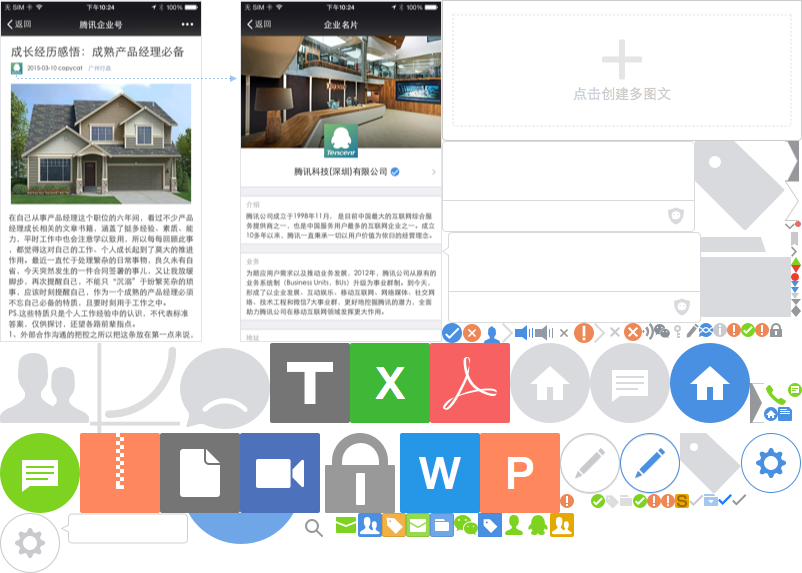 无 SIM 卡 下午10:24 100%
返回 腾讯企业号
成长经历感悟：成熟产品经理必备
2015-03-10 copycat 广州行政
在自己从事产品经理这个职位的六年间，看过不少产
品经理成长相关的文章书籍，涵盖了挺多经验、素质、能
力，平时工作中也会注意学以致用，所以每每回顾此事
，都觉得这对自己的工作、个人成长起到了莫大的推进
作用。最近一直忙于处理繁杂的日常事物，良久未有自
省，今天突然发生的一件合同签署的事儿，又让我放缓
脚步，再次提醒自己，不能只“沉溺”于纷繁芜杂的琐
事，应该时刻提醒自己，作为一个成熟的产品经理必须
不忘自己必备的特质，且要时刻用于工作之中。
PS.这些特质只是个人工作经验中的认识，不代表标准
答案，仅供探讨，还望各路前辈指点。
1、外部合作沟通的把控之所以把这条放在第一点来说，
无 SIM 卡 下午10:24 100%
返回 企业名片
Tencent
腾讯科技(深圳)有限公司
介绍
腾讯公司成立于1998年11月， 是目前中国最大的互联网综合服
务提供商之一，也是中国服务用户最多的互联网企业之一。成立
10多年以来，腾讯一直秉承一切以用户价值为依归的经营理念。
业务
为顺应用户需求以及推动业务发展，2012年，腾讯公司从原有的
业务系统制（Business Units，BUs）升级为事业群制。到今天，
形成了以企业发展、互动娱乐、移动互联网、网络媒体、社交网
络、技术工程和微信7大事业群，更好地挖掘腾讯的潜力，全面
助力腾讯公司在移动互联网领域发挥更大作用。
地址
点击创建多图文
T X
W P
S